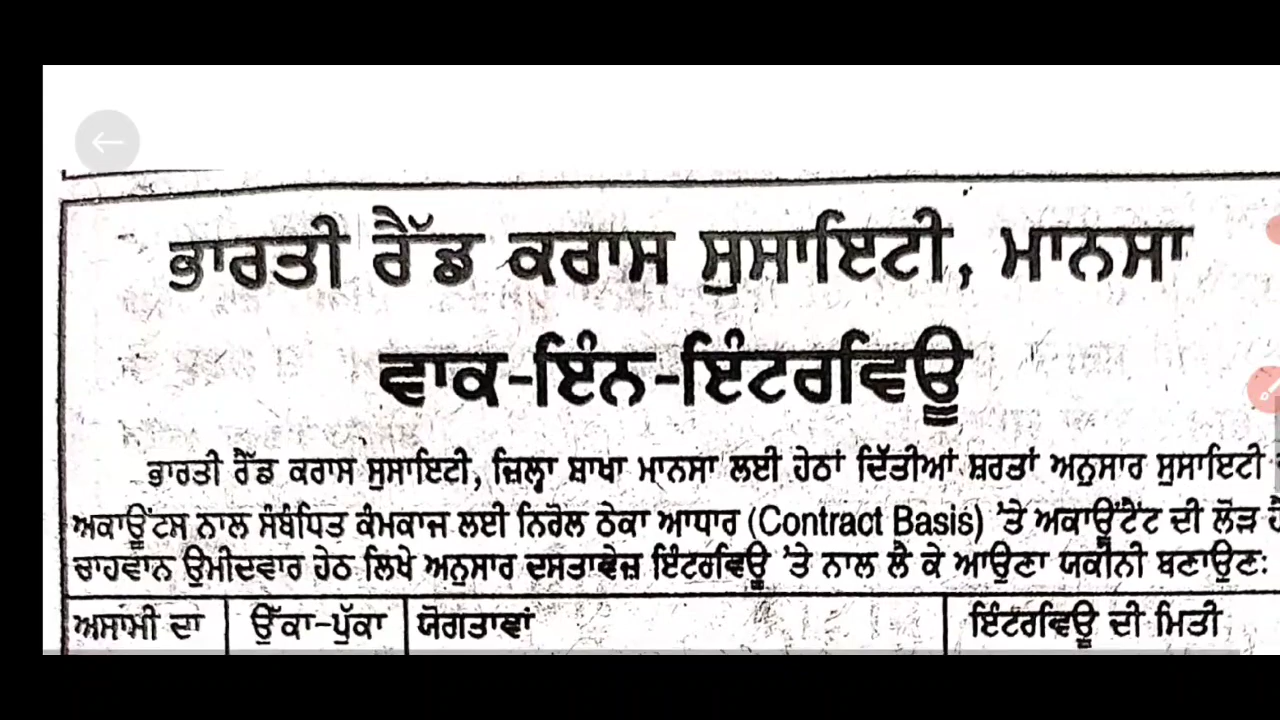 ਭਾਰਤੀ ਰੈੱਡ ਕਰਾਸ ਸੁਸਾਇਟੀ, ਮਾਨਸਾ
ਵਾਕ-ਇੰਨ-ਇੰਟਰਵਿਊ
ਭਾਰਤੀ ਰੈੱਡ ਕਰਾਸ ਸੁਸਾਇਟੀ, ਜ਼ਿਲ੍ਹਾ ਸ਼ਾਖਾ ਮਾਨਸਾ ਲਈ ਹੇਠਾਂ ਦਿੱਤੀਆਂ ਸ਼ਰਤਾਂ ਅਨੁਸਾਰ ਸੁਸਾਇਟੀ
ਅਕਾਊਂਟਸ ਨਾਲ ਸੰਬੰਧਿਤ ਕੰਮਕਾਜ ਲਈ ਨਿਰੋਲ ਠੇਕਾ ਆਧਾਰ (Contract Basis) 'ਤੇ ਅਕਾਊਂਟੈਂਟ ਦੀ ਲੋੜ
ਚਾਹਵਾਨ ਉਮੀਦਵਾਰ ਹੇਠ ਲਿਖੇ ਅਨੁਸਾਰ ਦਸਤਾਵੇਜ਼ ਇੰਟਰਵਿਊ 'ਤੇ ਨਾਲ ਲੈ ਕੇ ਆਉਣਾ ਯਕੀਨੀ ਬਣਾਉਣ:
ਅਸਾਮੀ ਦਾ ਉੱਕਾ-ਪੁੱਕਾ ਯੋਗਤਾਵਾਂ ਇੰਟਰਵਿਊ ਦੀ ਮਿਤੀ